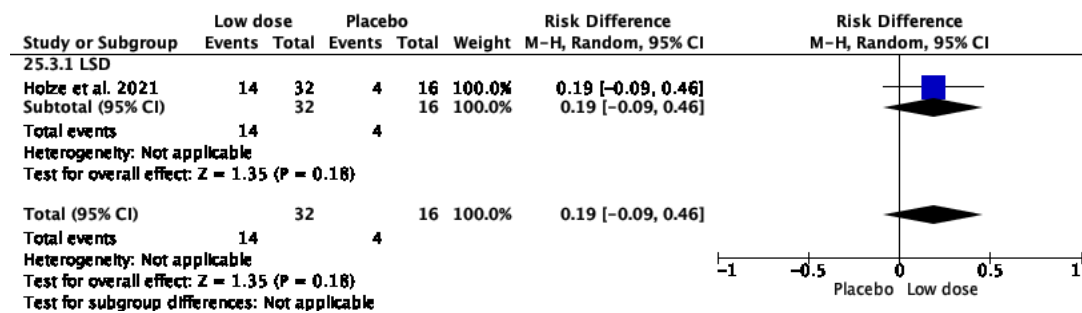 Low dose Placebo Risk Difference Risk Difference
Study or Subgroup Events Total Events Total Weight M-H, Random, 95% CI M-H, Random, 95% CI
25.3.1 LSD
Holze et al. 2021 14 32 4 16 100.0% 0.19 [-0.09, 0.46]
Subtotal (95% CI) 32 16 100.0% 0.19 [-0.09, 0.46]
Total events 14 4
Heterogeneity: Not applicable
Test for overall effect: Z = 1.35 (P = 0.18)
Total (95% CI) 32 16 100.0% 0.19 [-0.09, 0.46]
Total events 14 4
Heterogeneity: Not applicable
Test for overall effect: Z = 1.35 (P = 0.18)
Test for subgroup differences: Not applicable
-1 -0.5 0 0.5 1
Placebo Low dose